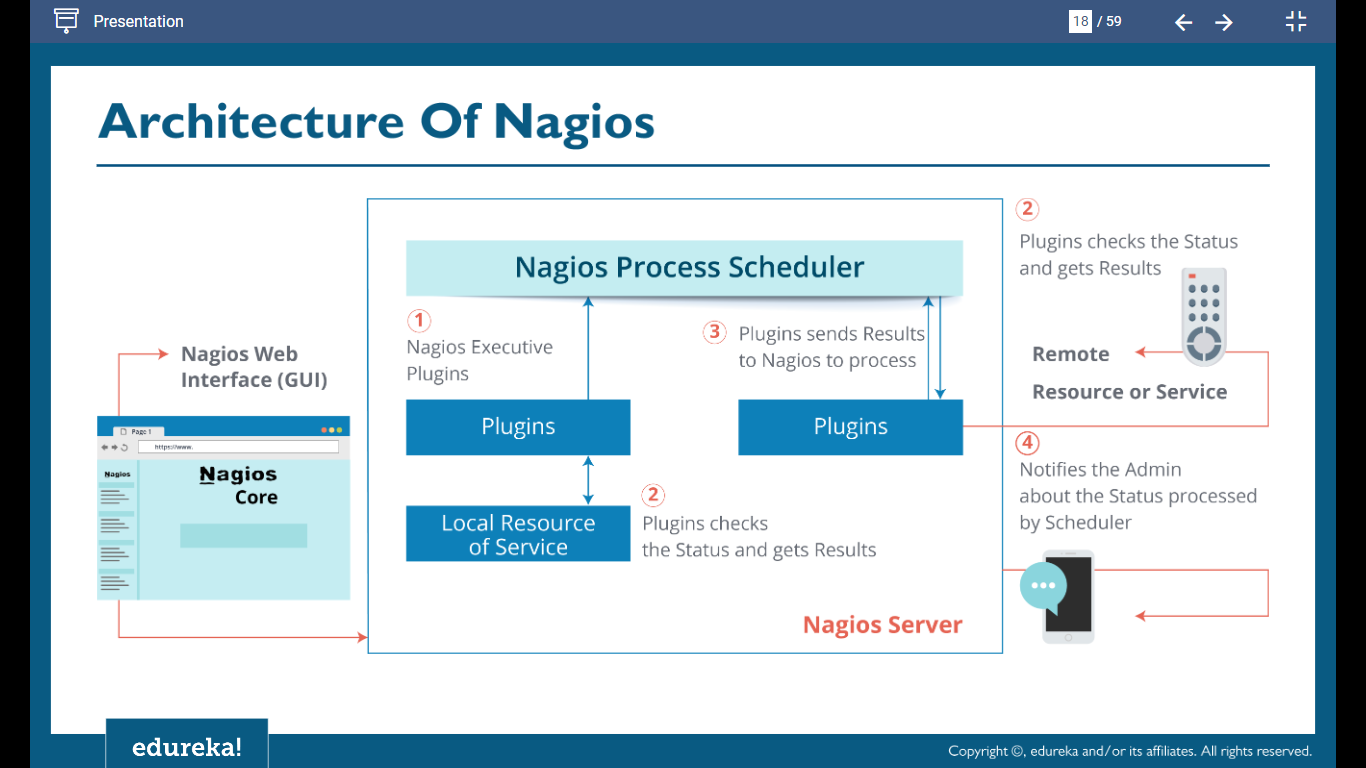 Presentation
18 / 59
Architecture Of Nagios
Nagios Process Scheduler
1
Nagios Executive
Plugins
3
Plugins sends Results
to Nagios to process
2
Plugins checks the Status
and gets Results
Nagios Web
Interface (GUI)
Remote
Resource or Service
Plugins
Plugins
Page 1
https://www.
Nagios
Nagios
Core
Local Resource
of Service
2
Plugins checks
the Status and gets Results
4
Notifies the Admin
about the Status processed
by Scheduler
Nagios Server
edureka!
Copyright ©, edureka and/or its affiliates. All rights reserved.